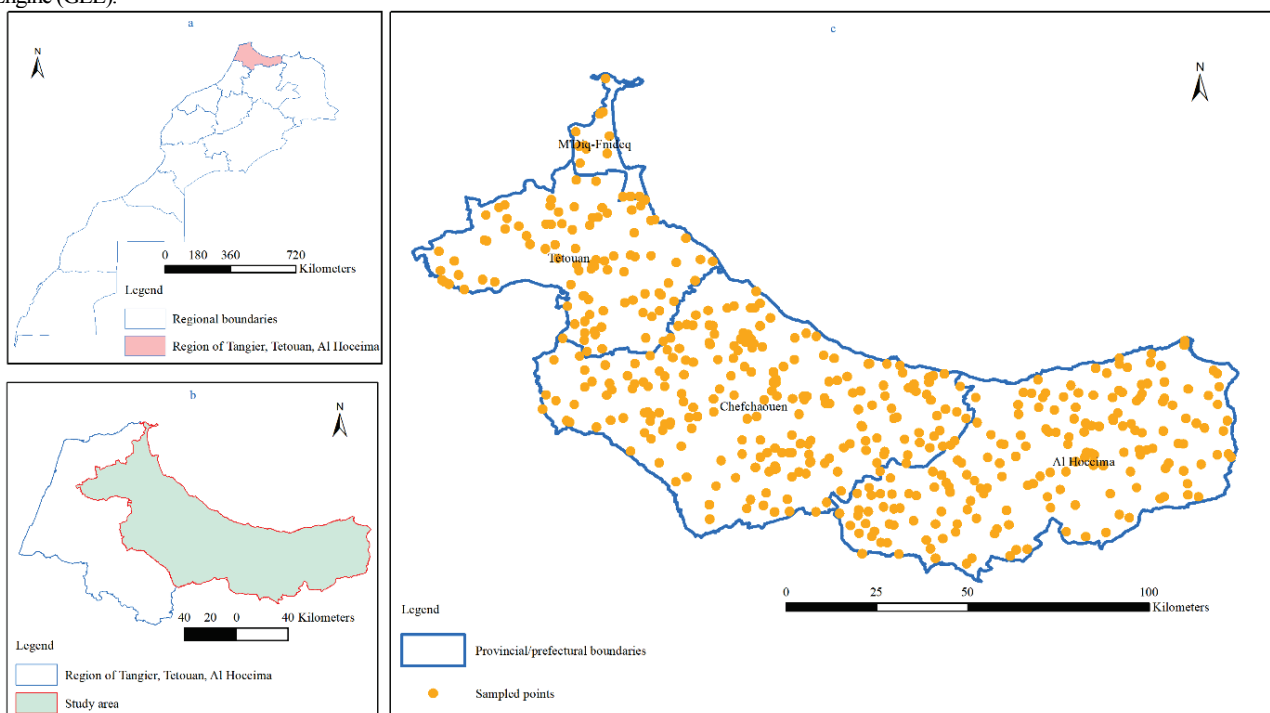 Engine (GEE).
a
N
0 180 360 720
Kilometers
Legend
Regional boundaries
Region of Tangier, Tetouan, Al Hoceima
b
N
40 20 0 40 Kilometers
Legend
Region of Tangier, Tetouan, Al Hoceima
Study area
c
N
M'Diq-Fnideq
Tétouan
Chefchaouen
Al Hoceima
0 25 50 100
Kilometers
Legend
Provincial/prefectural boundaries
Sampled points